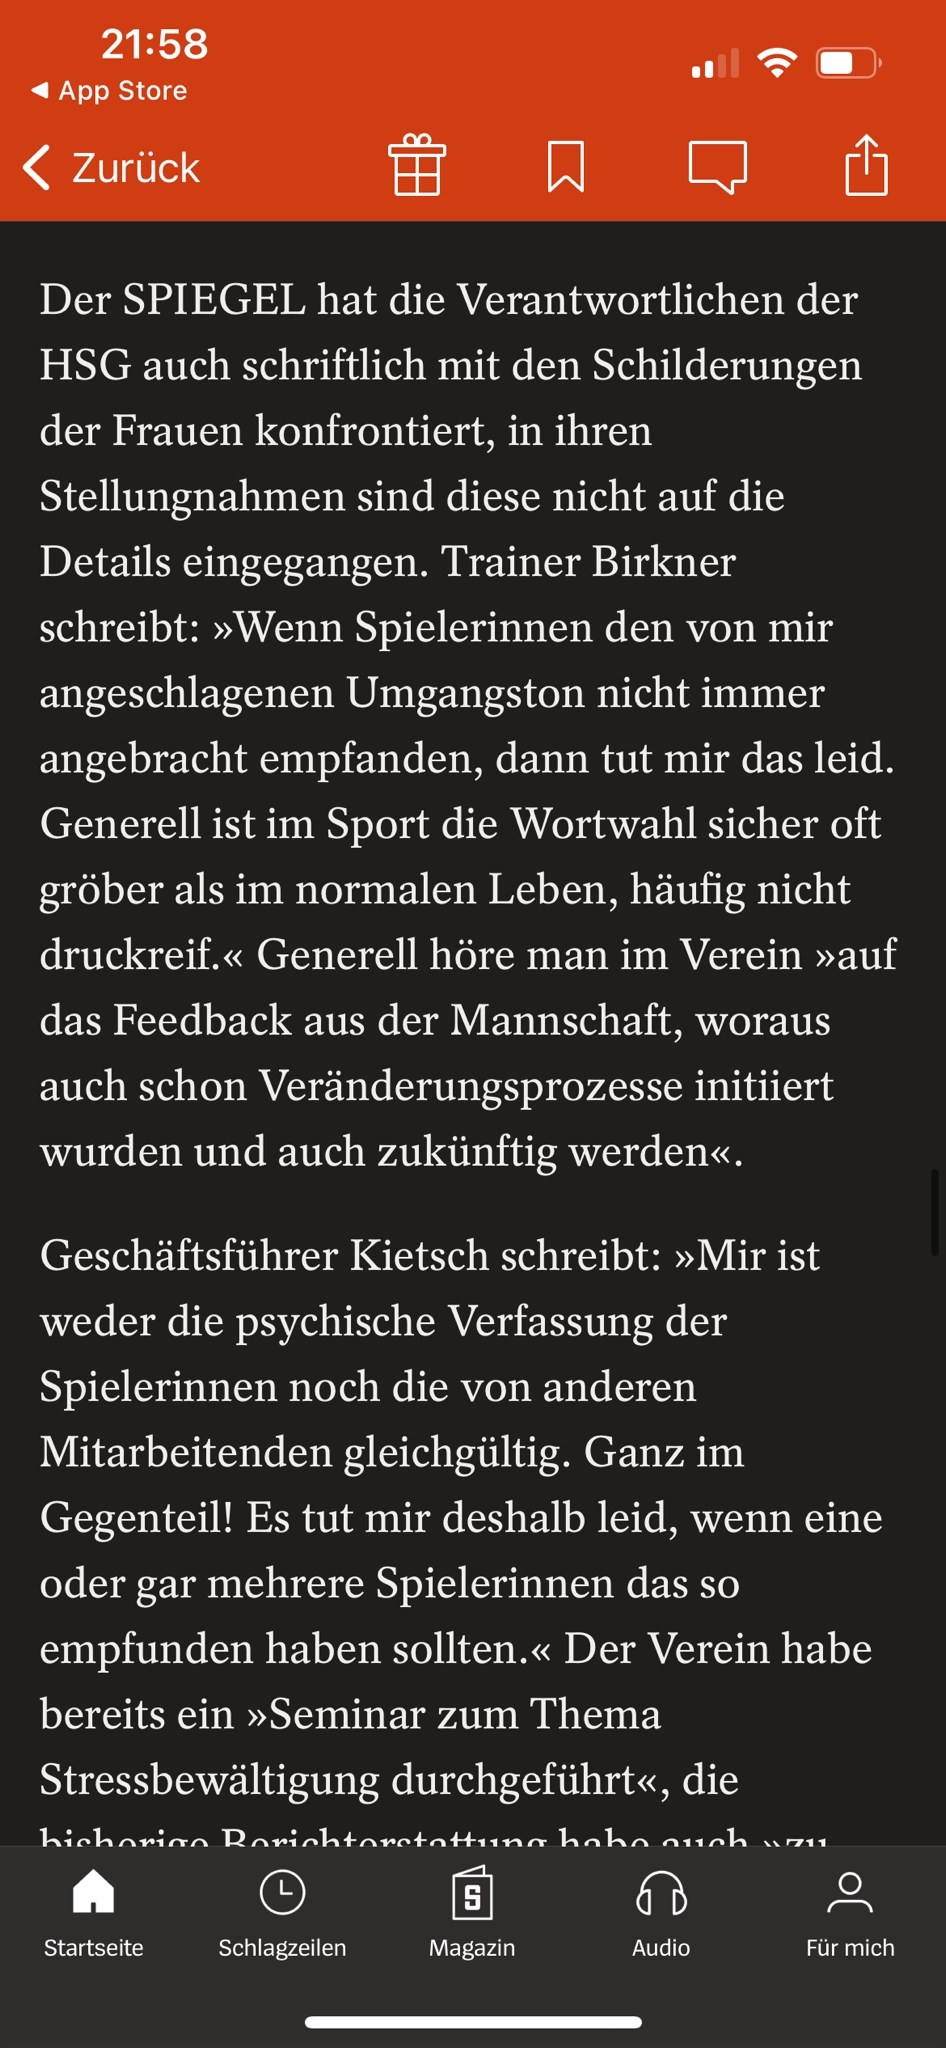 21:58
App Store
Zurück
Der SPIEGEL hat die Verantwortlichen der
HSG auch schriftlich mit den Schilderungen
der Frauen konfrontiert, in ihren
Stellungnahmen sind diese nicht auf die
Details eingegangen. Trainer Birkner
schreibt: »Wenn Spielerinnen den von mir
angeschlagenen Umgangston nicht immer
angebracht empfanden, dann tut mir das leid.
Generell ist im Sport die Wortwahl sicher oft
gröber als im normalen Leben, häufig nicht
druckreif.« Generell höre man im Verein »auf
das Feedback aus der Mannschaft, woraus
auch schon Veränderungsprozesse initiiert
wurden und auch zukünftig werden«.
Geschäftsführer Kietsch schreibt: »Mir ist
weder die psychische Verfassung der
Spielerinnen noch die von anderen
Mitarbeitenden gleichgültig. Ganz im
Gegenteil! Es tut mir deshalb leid, wenn eine
oder gar mehrere Spielerinnen das so
empfunden haben sollten.« Der Verein habe
bereits ein »Seminar zum Thema
Stressbewältigung durchgeführt«, die
bisherige Berichterstattung habe auch »zu
S
Startseite
Schlagzeilen
Magazin
Audio
Für mich